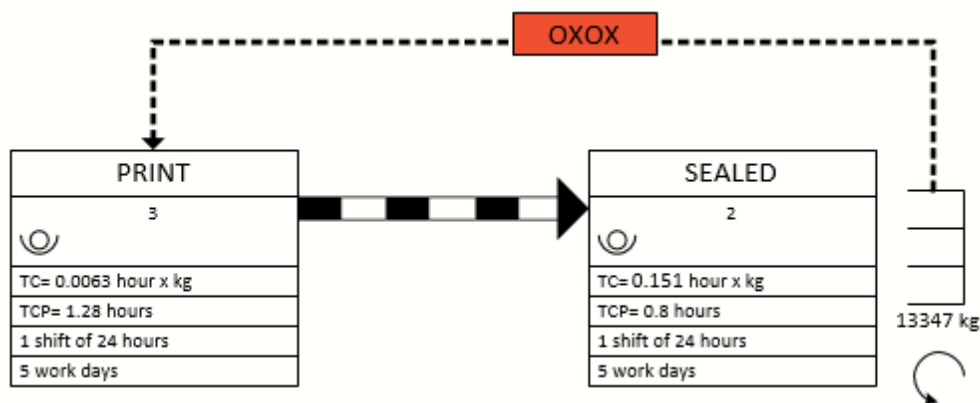 OXOX
PRINT
3
TC= 0.0063 hour x kg
TCP= 1.28 hours
1 shift of 24 hours
5 work days
SEALED
2
TC= 0.151 hour x kg
TCP= 0.8 hours
1 shift of 24 hours
5 work days
13347 kg